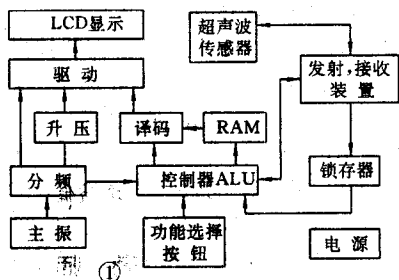 LCD显示
超声波
传感器
驱动
发射,接收
装置
升压
译码
RAM
分频
控制器ALU
锁存器
主振
功能选择
按钮
电源
①